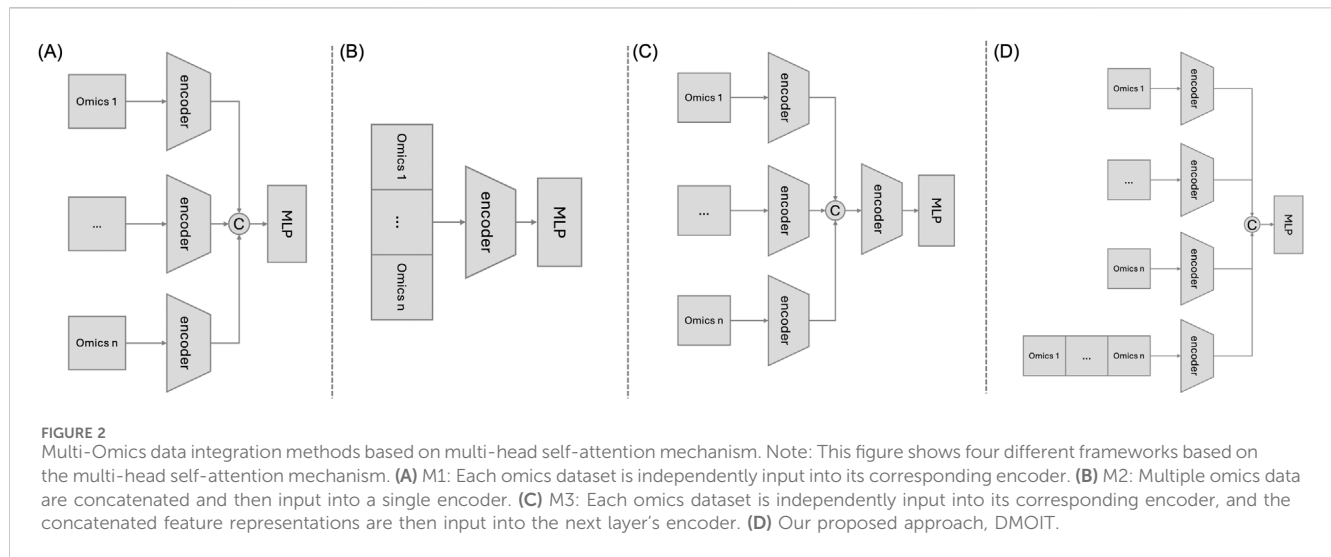 (A)
Omics 1
encoder
...
encoder
Omics n
encoder
C
MLP
(B)
Omics 1
...
Omics n
encoder
MLP
(C)
Omics 1
encoder
...
encoder
Omics n
encoder
C
encoder
MLP
(D)
Omics 1
encoder
...
encoder
Omics n
encoder
Omics 1
...
Omics n
encoder
C
MLP
FIGURE 2
Multi-Omics data integration methods based on multi-head self-attention mechanism. Note: This figure shows four different frameworks based on
the multi-head self-attention mechanism. (A) M1: Each omics dataset is independently input into its corresponding encoder. (B) M2: Multiple omics data
are concatenated and then input into a single encoder. (C) M3: Each omics dataset is independently input into its corresponding encoder, and the
concatenated feature representations are then input into the next layer's encoder. (D) Our proposed approach, DMOIT.